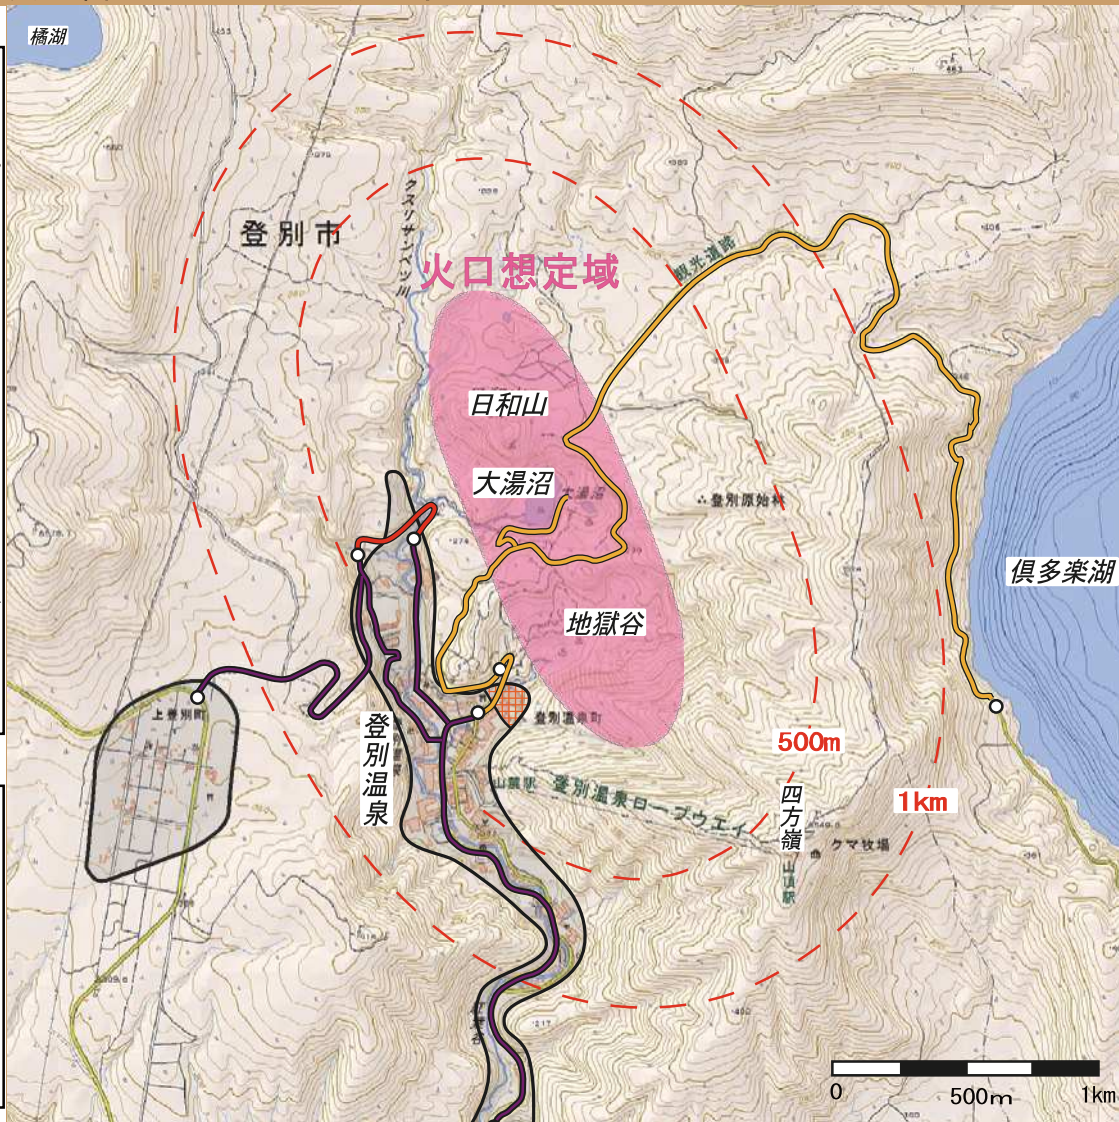 橘湖
クスリサンベツ川
登別市
火口想定域
観光道路
日和山
大湯沼
大湯沼
登別原始林
倶多楽湖
地獄谷
上登別町
登別温泉町
登別温泉
500m
山麓駅
登別温泉ロープウエイ
四方嶺
1km
クマ牧場
山頂駅
0
500m
1km